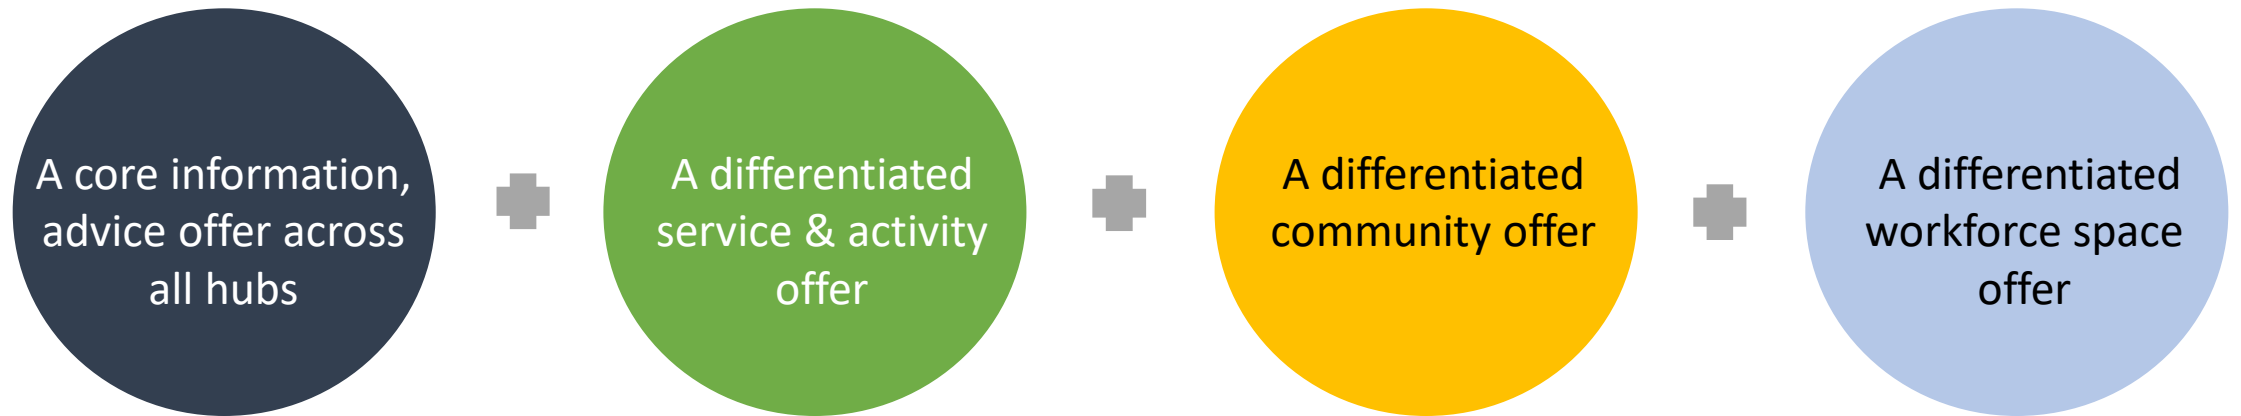 A core information,
advice offer across
all hubs
A differentiated
service & activity
offer
A differentiated
community offer
A differentiated
workforce space
offer